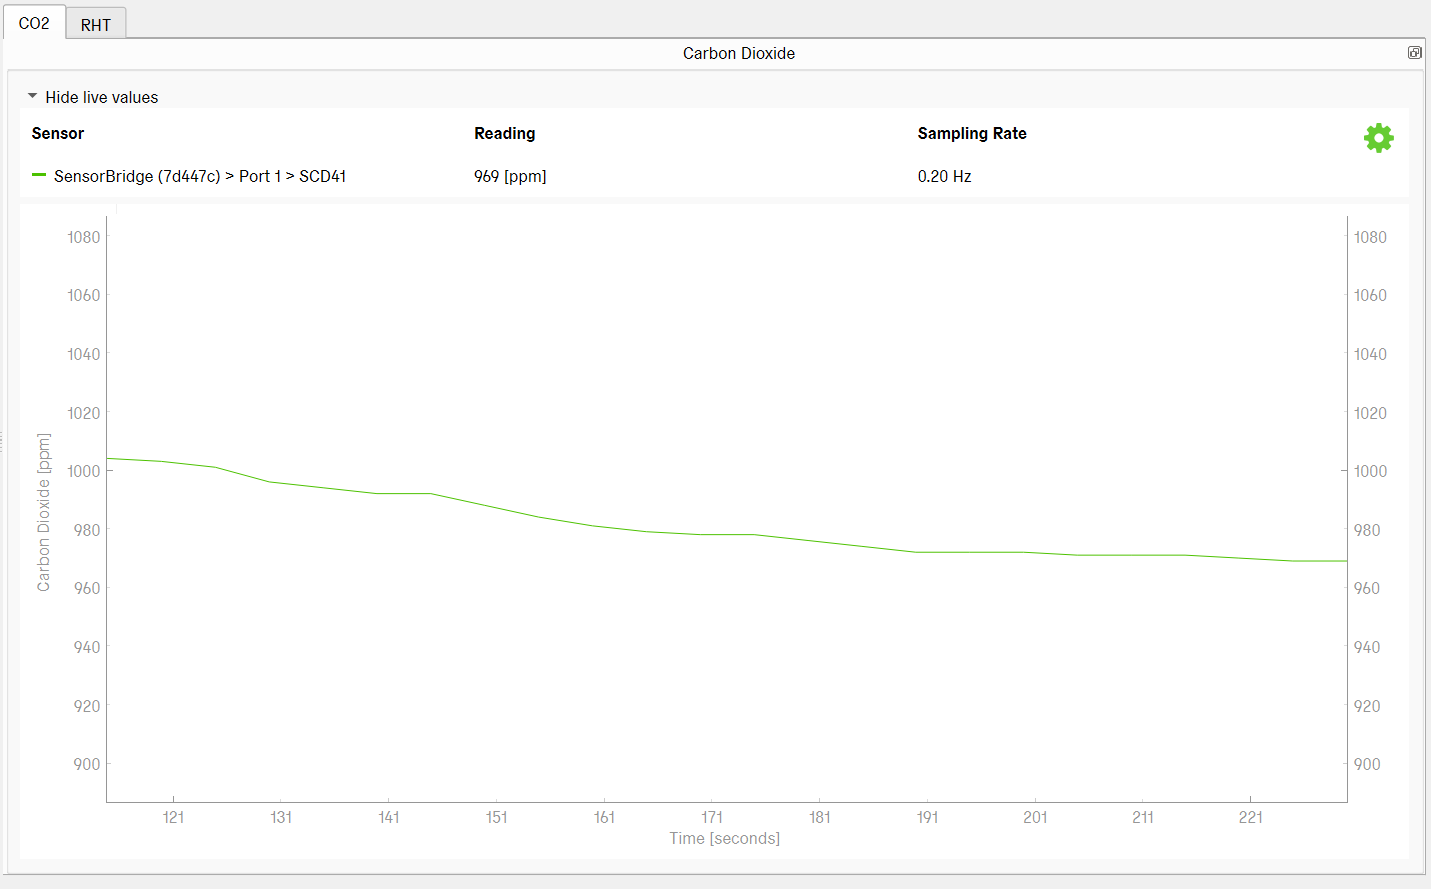 CO2 RHT
Carbon Dioxide
Hide live values
Sensor Reading Sampling Rate
SensorBridge (7d447c) > Port 1 > SCD41 969 [ppm] 0.20 Hz
1080 1080
1060 1060
1040 1040
1020 1020
1000 1000
980 980
960 960
940 940
920 920
900 900
Carbon Dioxide [ppm]
121 131 141 151 161 171 181 191 201 211 221
Time [seconds]